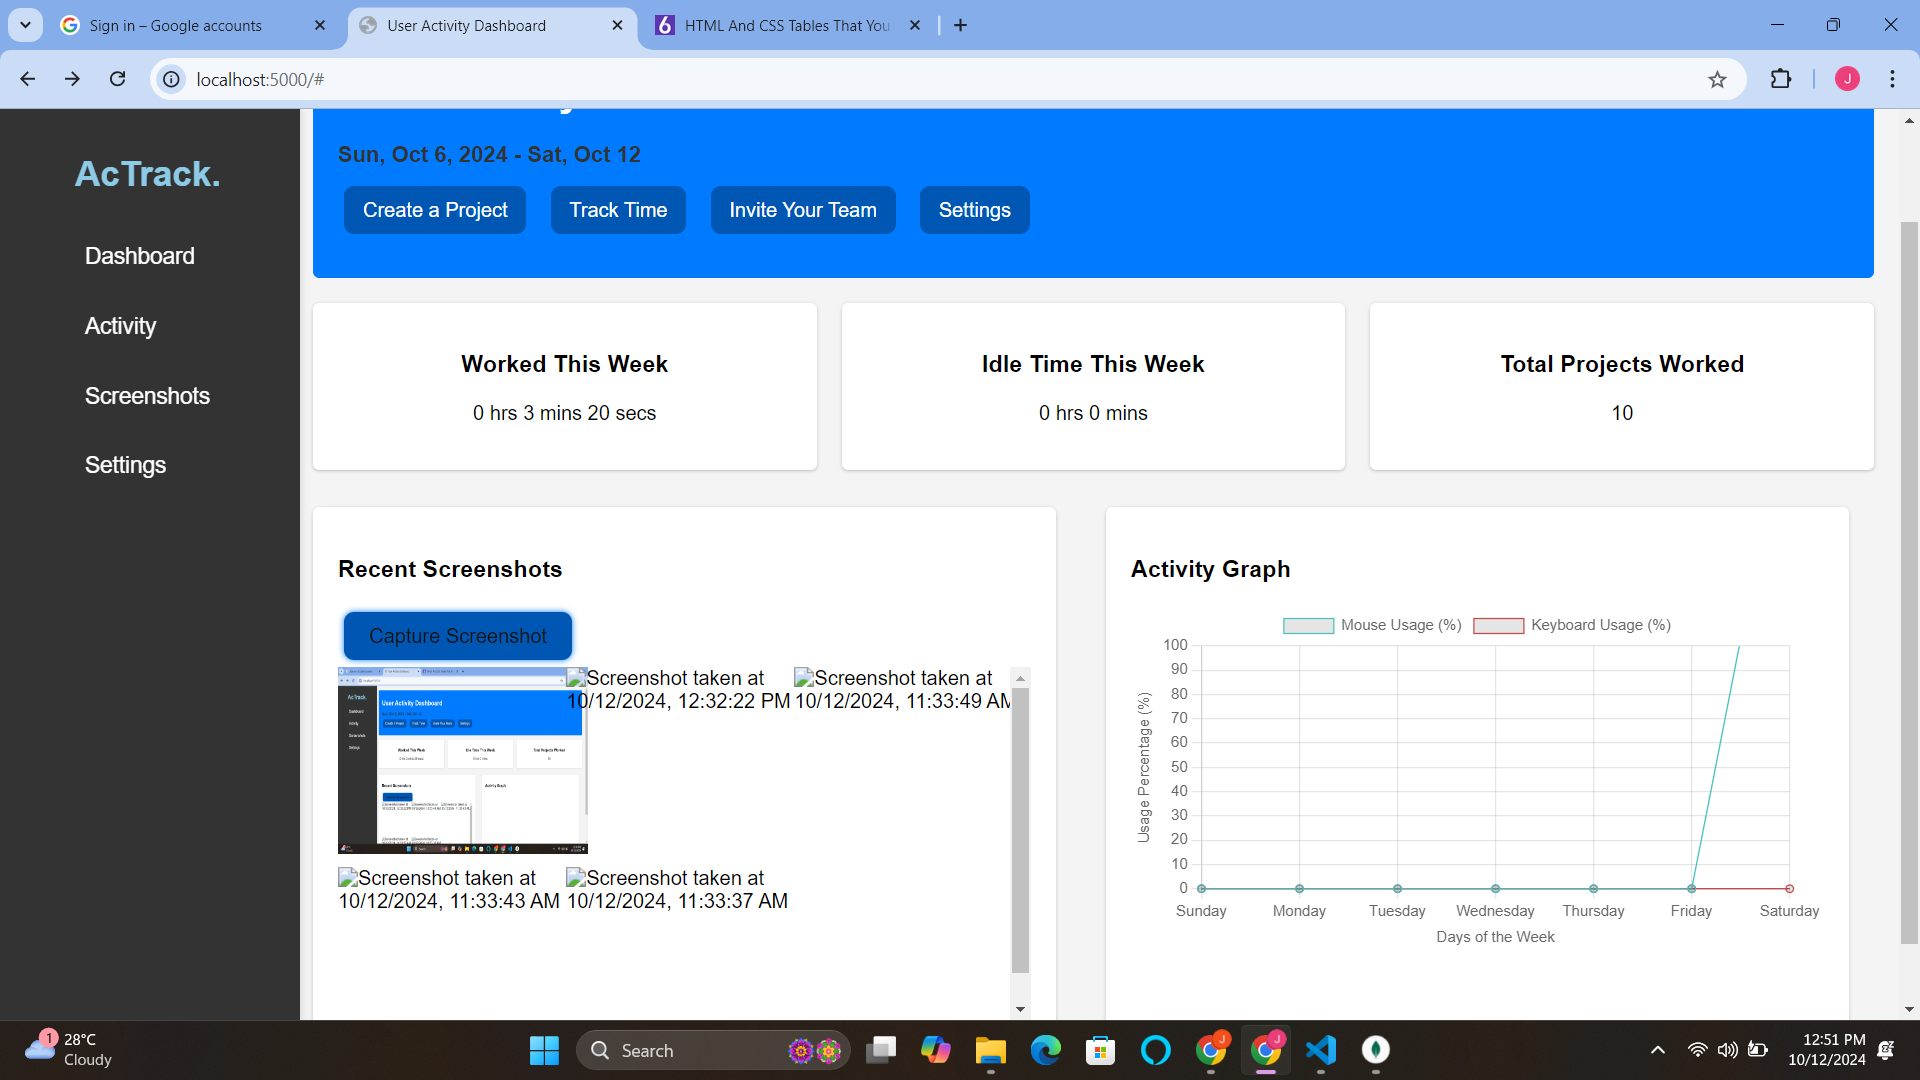 Sign in – Google accounts
User Activity Dashboard
HTML And CSS Tables That You
localhost:5000/#
J
AcTrack.
Dashboard
Activity
Screenshots
Settings
Sun, Oct 6, 2024 - Sat, Oct 12
Create a Project Track Time Invite Your Team Settings
Worked This Week
0 hrs 3 mins 20 secs
Idle Time This Week
0 hrs 0 mins
Total Projects Worked
10
Recent Screenshots
Capture Screenshot
User Activity Dashboard
Screenshot taken at
10/12/2024, 12:32:22 PM
Screenshot taken at
10/12/2024, 11:33:49 AM
Screenshot taken at
10/12/2024, 11:33:43 AM
Screenshot taken at
10/12/2024, 11:33:37 AM
Activity Graph
Mouse Usage (%) Keyboard Usage (%)
Usage Percentage (%)
100
90
80
70
60
50
40
30
20
10
0
Sunday Monday Tuesday Wednesday Thursday Friday Saturday
Days of the Week
1
28°C
Cloudy
Search
12:51 PM
10/12/2024